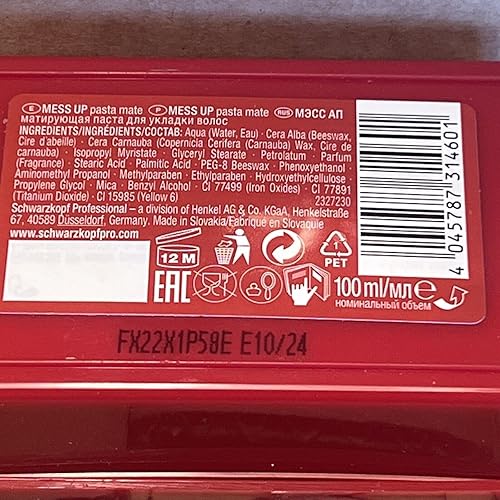 E MESS UP pasta mate P MESS UP pasta mate RUS МЭСС АП
матирующая паста для укладки волос
INGREDIENTS/INGRÉDIENTS/СОСТАВ: Aqua (Water, Eau) · Cera Alba (Beeswax,
Cire d'abeille) · Cera Carnauba (Copernicia Cerifera (Carnauba) Wax, Cire de
carnauba) · Isopropyl Myristate · Glyceryl Stearate · Petrolatum · Parfum
(Fragrance) · Stearic Acid · Palmitic Acid · PEG-8 Beeswax · Phenoxyethanol ·
Aminomethyl Propanol · Methylparaben · Ethylparaben · Hydroxyethylcellulose ·
Propylene Glycol · Mica · Benzyl Alcohol · CI 77499 (Iron Oxides) · CI 77891
(Titanium Dioxide) · CI 15985 (Yellow 6) 2327230
Schwarzkopf Professional – a division of Henkel AG & Co. KGaA, Henkelstraße
67, 40589 Düsseldorf, Germany. Made in Slovakia/Fabriqué en Slovaquie
www.schwarzkopfpro.com
12 M
PET
EAC
100 ml/мл e
номинальный объем
4 045787 314601
FX22X1P58E E10/24